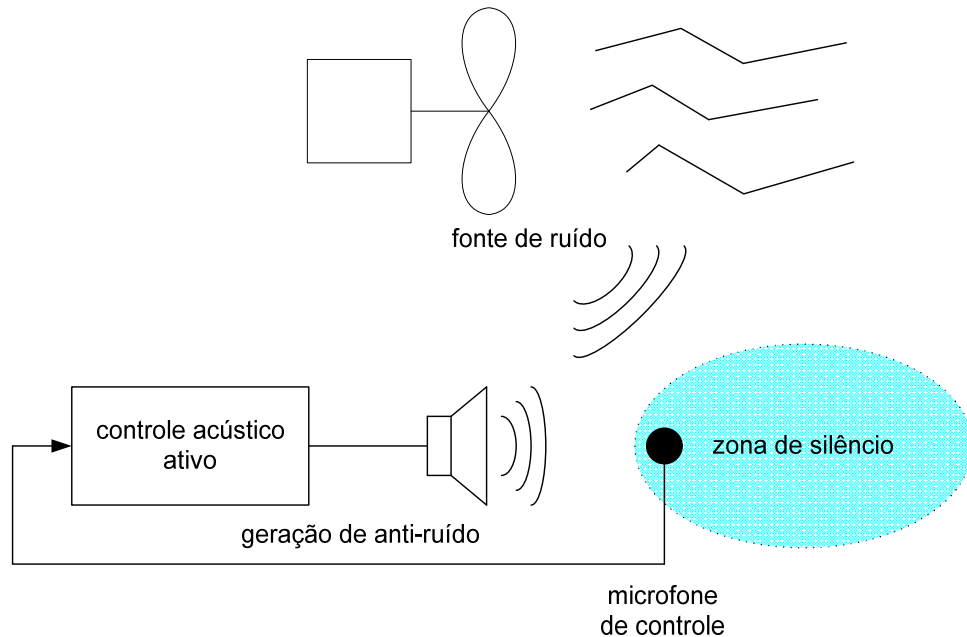 fonte de ruído
controle acústico
ativo
zona de silêncio
geração de anti-ruído
microfone
de controle